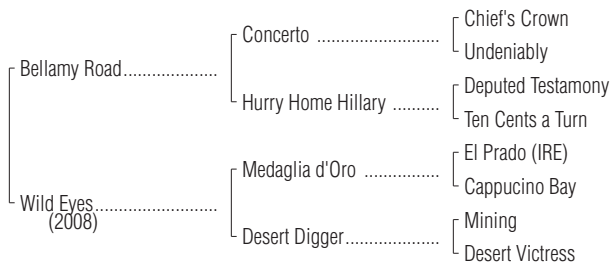 Chief's Crown
Concerto ........................
Undeniably
Bellamy Road....................
Deputed Testamony
Hurry Home Hillary ..........
Ten Cents a Turn
El Prado (IRE)
Medaglia d'Oro ................
Cappucino Bay
Wild Eyes..........................
(2008)
Mining
Desert Digger....................
Desert Victress